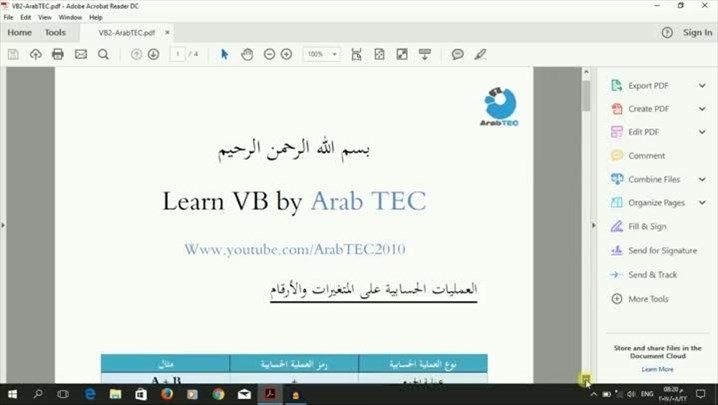 VB2-ArabTEC.pdf - Adobe Acrobat Reader DC
File Edit View Window Help
Home Tools VB2-ArabTEC.pdf × Sign In
1 / 4 100%
ArabTEC
بسم الله الرحمن الرحيم
Learn VB by Arab TEC
Www.youtube.com/ArabTEC2010
العمليات الحسابية على المتغيرات والأرقام
نوع العملية الحسابية رمز العملية الحسابية مثال
عملية الجمع + A + B
Export PDF
Create PDF
Edit PDF
Comment
Combine Files
Organize Pages
Fill & Sign
Send for Signature
Send & Track
More Tools
Store and share files in the
Document Cloud
Learn More
ENG
08:20 م